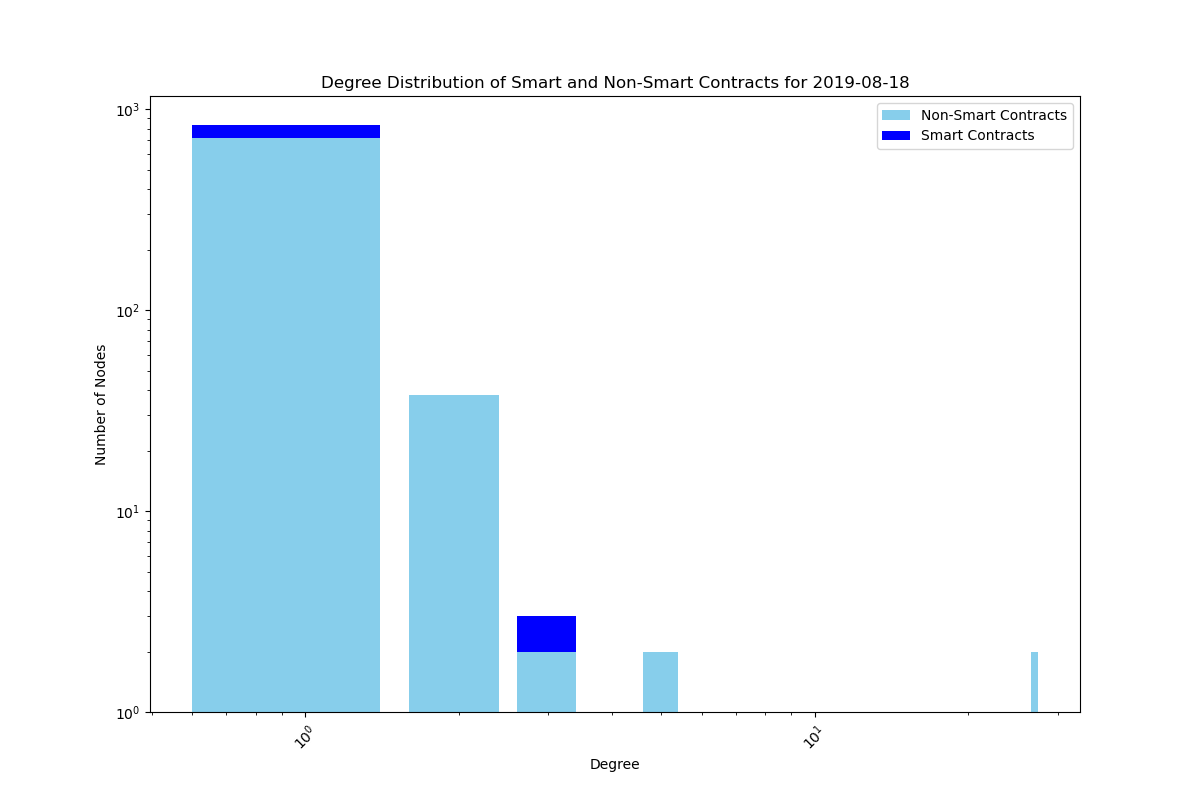 Degree Distribution of Smart and Non-Smart Contracts for 2019-08-18
Non-Smart Contracts
Smart Contracts
Number of Nodes
10³
10²
10¹
10⁰
10⁰ 10¹
Degree